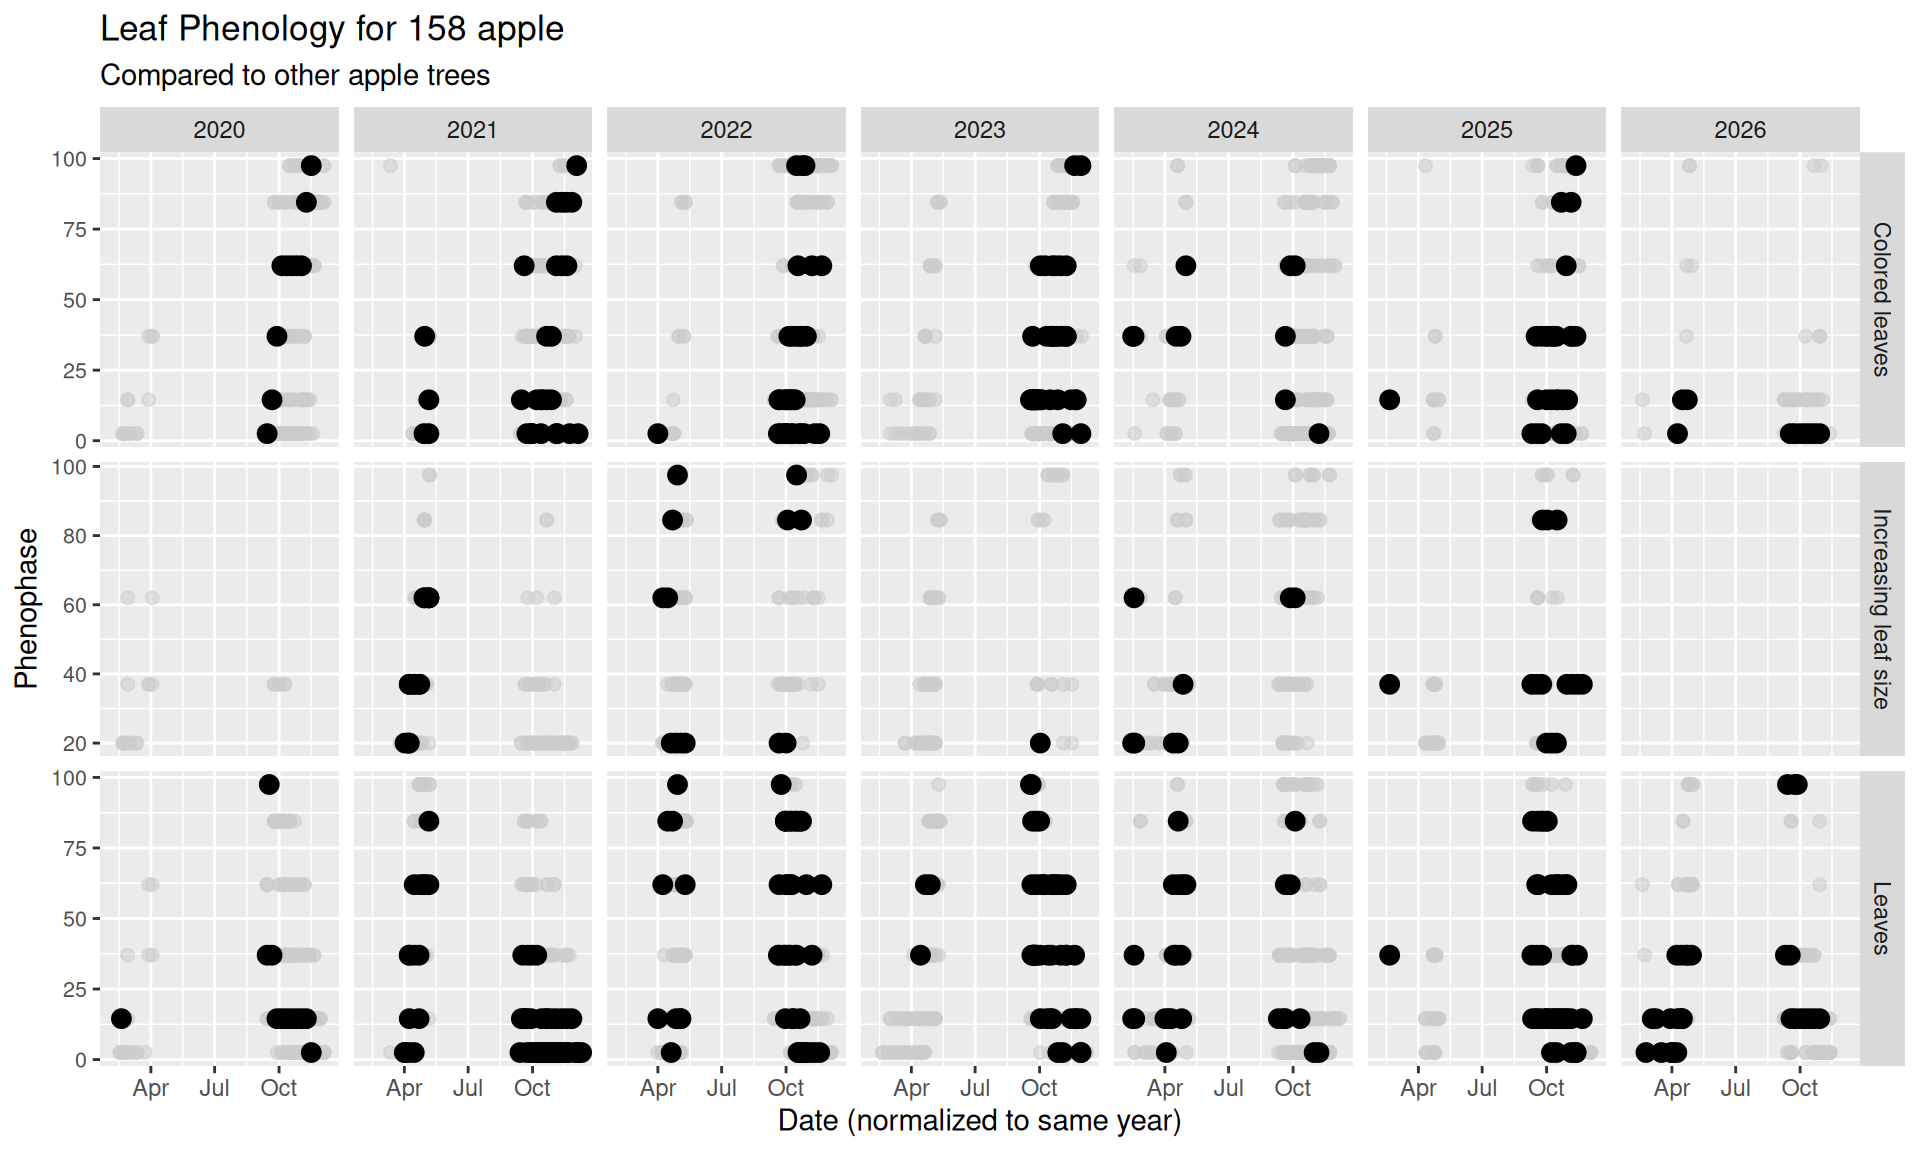 Leaf Phenology for 158 apple
Compared to other apple trees
2020 2021 2022 2023 2024 2025 2026
100
75
50
25
0
Colored leaves
100
80
60
40
20
Increasing leaf size
100
75
50
25
0
Leaves
Phenophase
Apr Jul Oct Apr Jul Oct Apr Jul Oct Apr Jul Oct Apr Jul Oct Apr Jul Oct Apr Jul Oct
Date (normalized to same year)